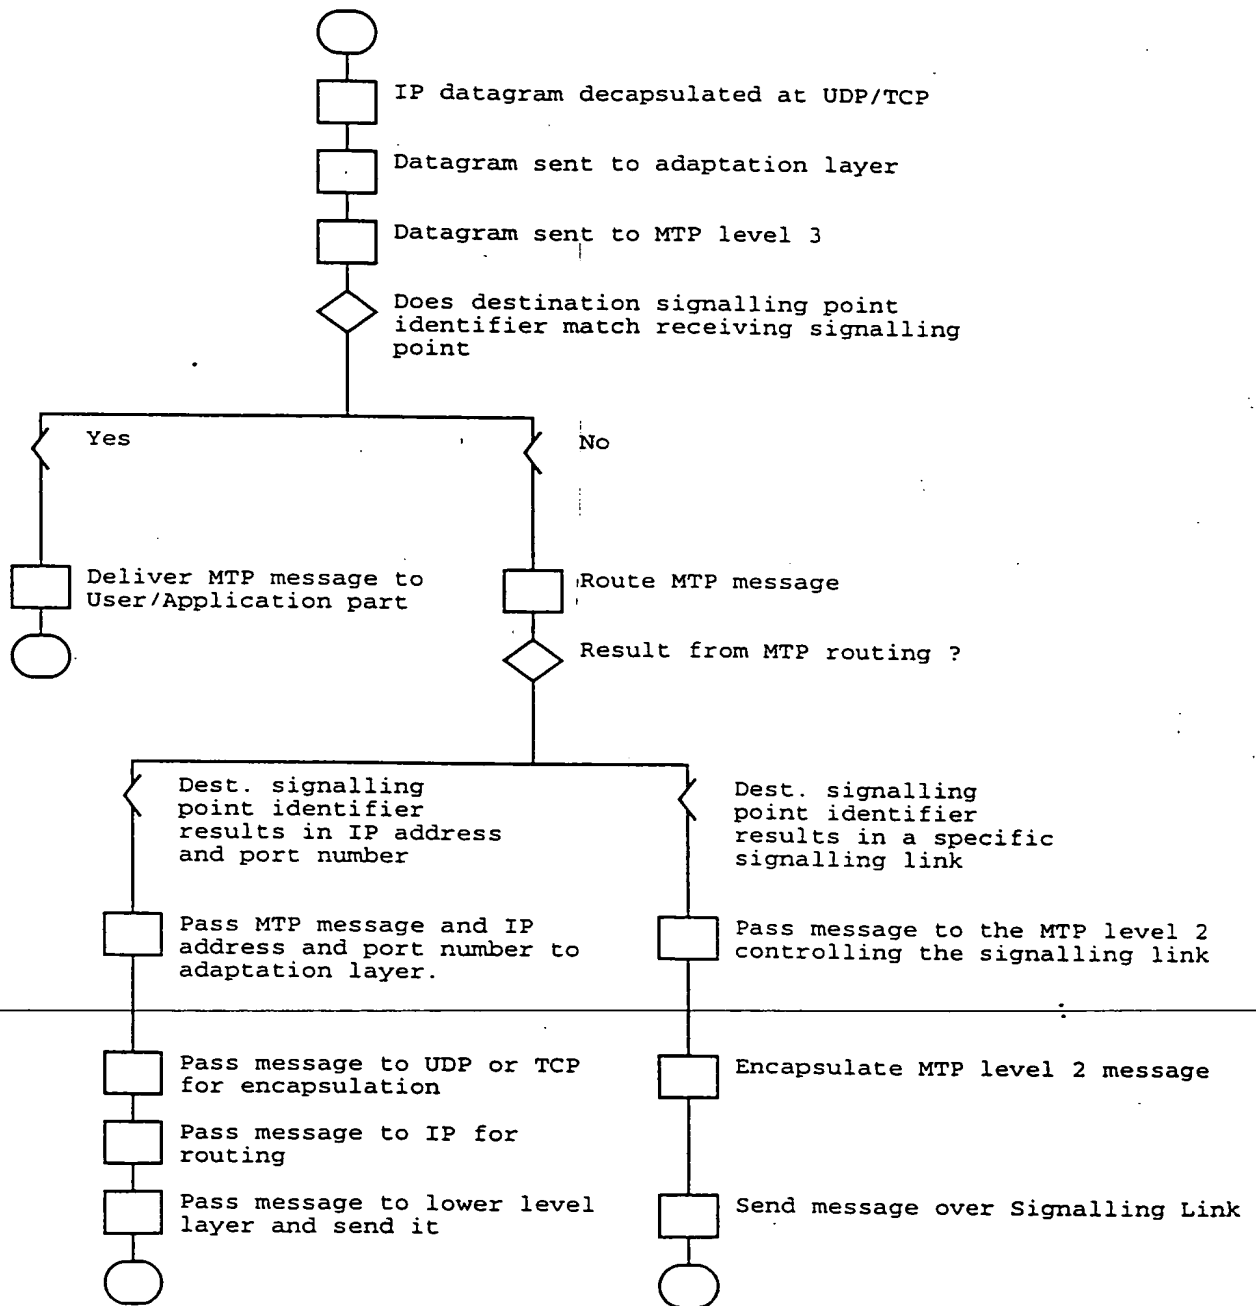 IP datagram decapsulated at UDP/TCP
Datagram sent to adaptation layer
Datagram sent to MTP level 3
Does destination signalling point
identifier match receiving signalling
point
Yes
No
Deliver MTP message to
User/Application part
Route MTP message
Result from MTP routing ?
Dest. signalling
point identifier
results in IP address
and port number
Dest. signalling
point identifier
results in a specific
signalling link
Pass MTP message and IP
address and port number to
adaptation layer.
Pass message to the MTP level 2
controlling the signalling link
Pass message to UDP or TCP
for encapsulation
Encapsulate MTP level 2 message
Pass message to IP for
routing
Pass message to lower level
layer and send it
Send message over Signalling Link